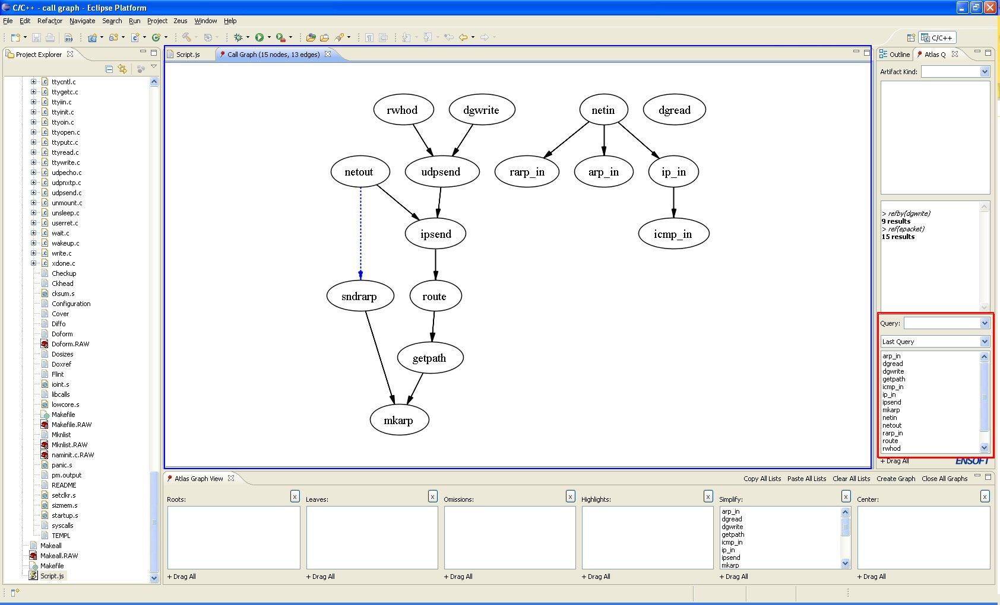 C/C++ - call graph - Eclipse Platform
File Edit Refactor Navigate Search Run Project Zeus Window Help
C/C++
Project Explorer
ttycntl.c
ttygetc.c
ttyiin.c
ttyinit.c
ttyoin.c
ttyopen.c
ttyputc.c
ttyread.c
ttywrite.c
udpecho.c
udpnxtp.c
udpsend.c
unmount.c
unsleep.c
userret.c
wait.c
wakeup.c
write.c
xdone.c
Checkup
Ckhead
cksum.s
Configuration
Cover
Diffo
Doform
Doform.RAW
Dosizes
Doxref
Flint
ioint.s
libcalls
lowcore.s
Makefile
Makefile.RAW
Mknlist
Mknlist.RAW
naminit.c.RAW
panic.s
pm.output
README
setclkr.s
sizmem.s
startup.s
syscalls
TEMPL
Makeall
Makeall.RAW
Makefile
Script.js
Script.js
Call Graph (15 nodes, 13 edges)
rwhod dgwrite netin dgread
netout udpsend rarp_in arp_in ip_in
ipsend icmp_in
sndrarp route
getpath
mkarp
Outline Atlas Q
Artifact Kind:
> refby(dgwrite)
9 results
> ref(epacket)
15 results
Query:
Last Query
arp_in
dgread
dgwrite
getpath
icmp_in
ip_in
ipsend
mkarp
netin
netout
rarp_in
route
rwhod
+ Drag All ENSOFT
Atlas Graph View
Copy All Lists Paste All Lists Clear All Lists Create Graph Close All Graphs
Roots: x Leaves: x Omissions: x Highlights: x Simplify: x Center: x
arp_in
dgread
dgwrite
getpath
icmp_in
ip_in
ipsend
mkarp
+ Drag All + Drag All + Drag All + Drag All + Drag All + Drag All